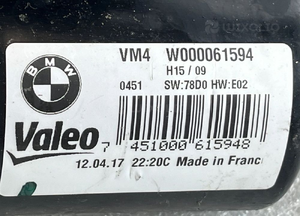 BMW
VM4 W000061594
H15 / 09
0451 SW:78D0 HW:E02
Valeo
7 451000 615948
12.04.17 22:20C Made in Franc